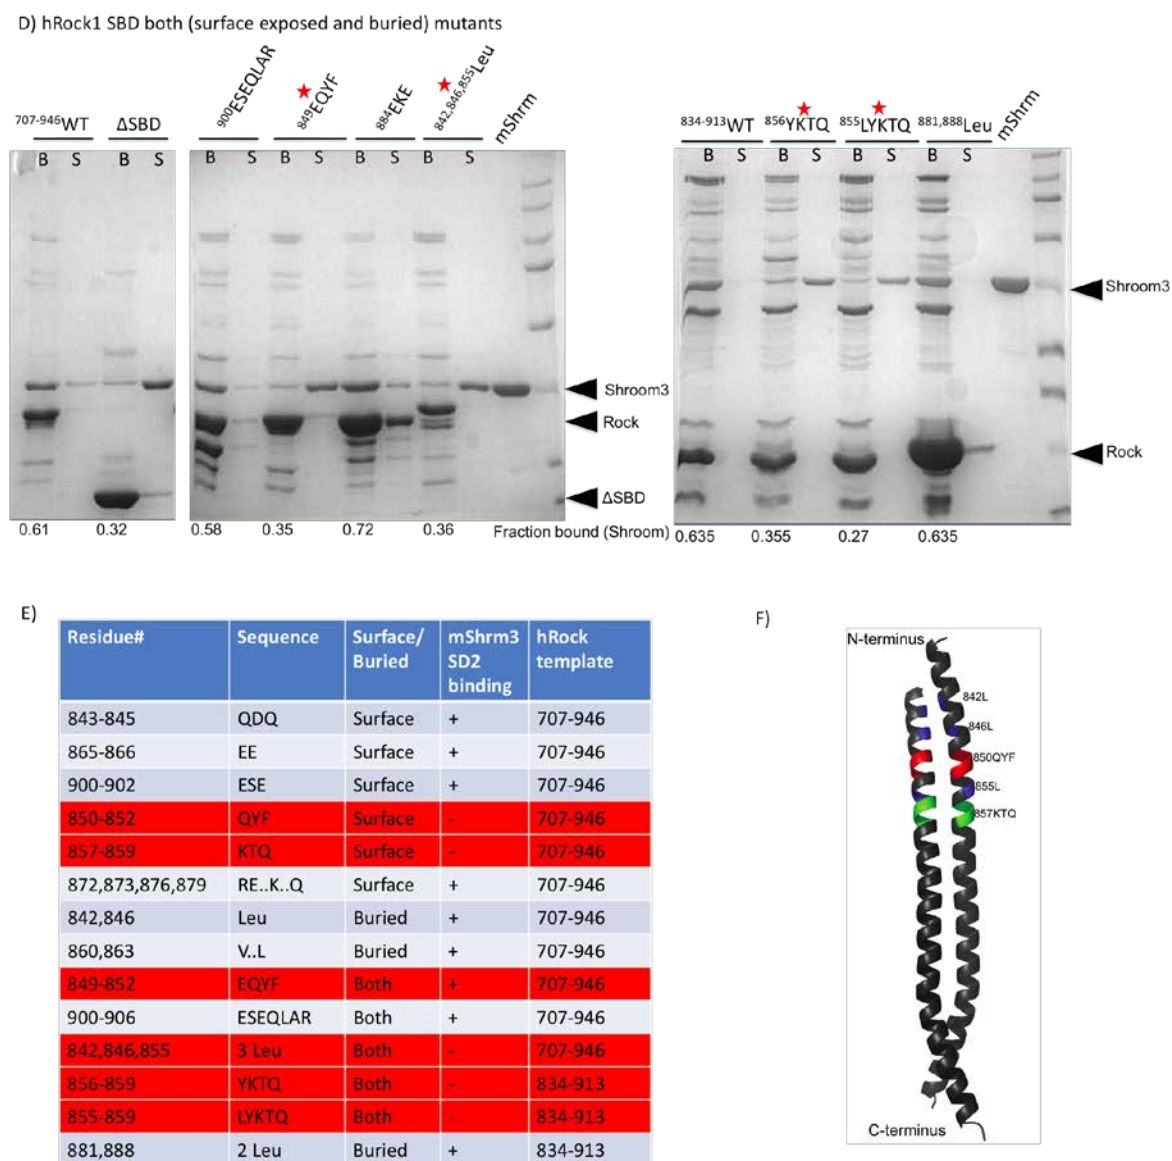 D) hRock1 SBD both (surface exposed and buried) mutants
707-946WT ΔSBD 900ESEQLAR 849EQYF 884EKE 842,846,855Leu mShrm
B S B S B S B S B S B S
Shroom3
Rock
ΔSBD
0.61 0.32 0.58 0.35 0.72 0.36 Fraction bound (Shroom)
834-913WT 856YKTQ 855LYKTQ 881,888Leu mShrm
B S B S B S B S
Shroom3
Rock
0.635 0.355 0.27 0.635
E)
Residue# Sequence Surface/Buried mShrm3 SD2 binding hRock template
843-845 QDQ Surface + 707-946
865-866 EE Surface + 707-946
900-902 ESE Surface + 707-946
850-852 QYF Surface - 707-946
857-859 KTQ Surface - 707-946
872,873,876,879 RE..K..Q Surface + 707-946
842,846 Leu Buried + 707-946
860,863 V..L Buried + 707-946
849-852 EQYF Both + 707-946
900-906 ESEQLAR Both + 707-946
842,846,855 3 Leu Both - 707-946
856-859 YKTQ Both - 834-913
855-859 LYKTQ Both - 834-913
881,888 2 Leu Buried + 834-913
F)
N-terminus
842L
846L
850QYF
855L
857KTQ
C-terminus